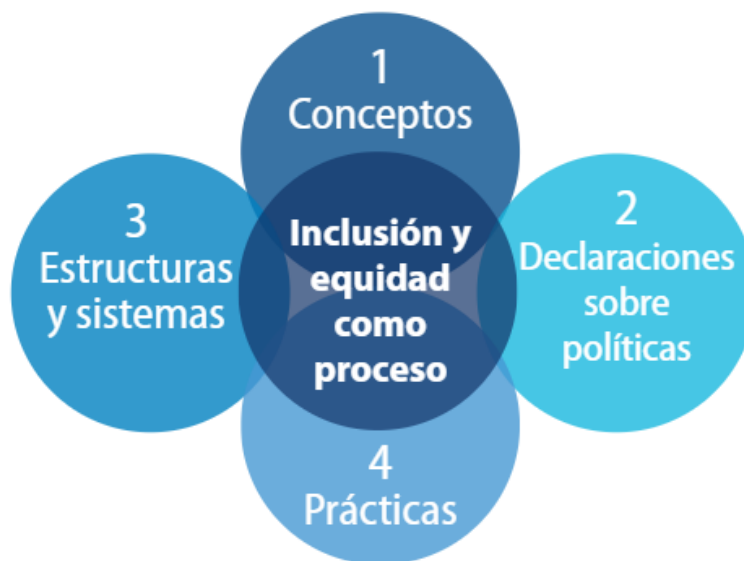 1
Conceptos
3
Estructuras
y sistemas
Inclusión y
equidad
como
proceso
2
Declaraciones
sobre
políticas
4
Prácticas